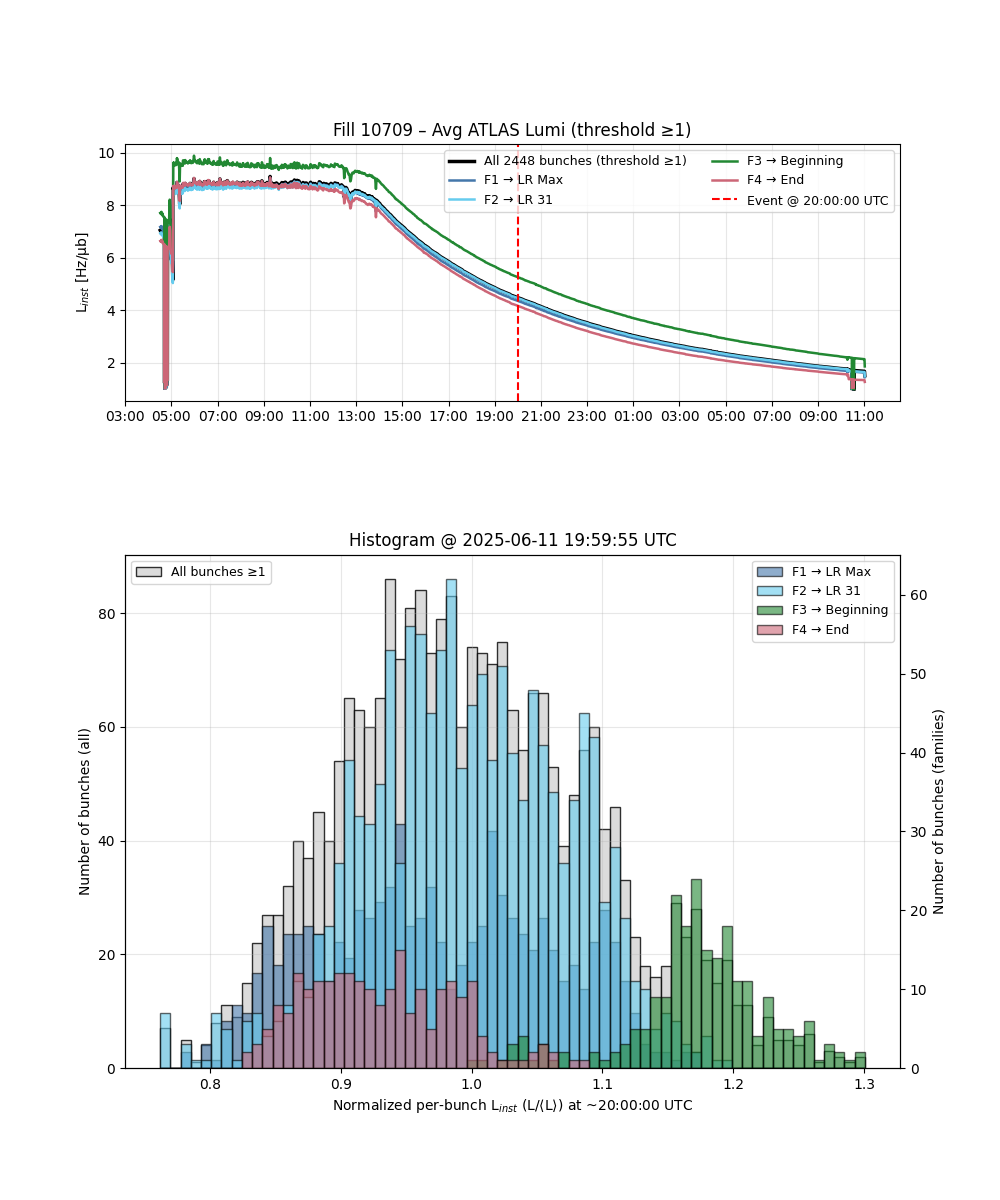 Fill 10709 – Avg ATLAS Lumi (threshold ≥1)
10
8
6
4
2
L_inst [Hz/µb]
All 2448 bunches (threshold ≥1)
F1 → LR Max
F2 → LR 31
F3 → Beginning
F4 → End
Event @ 20:00:00 UTC
03:00 05:00 07:00 09:00 11:00 13:00 15:00 17:00 19:00 21:00 23:00 01:00 03:00 05:00 07:00 09:00 11:00
Histogram @ 2025-06-11 19:59:55 UTC
All bunches ≥1
F1 → LR Max
F2 → LR 31
F3 → Beginning
F4 → End
80
60
40
20
0
Number of bunches (all)
60
50
40
30
20
10
0
Number of bunches (families)
0.8 0.9 1.0 1.1 1.2 1.3
Normalized per-bunch L_inst (L/⟨L⟩) at ~20:00:00 UTC